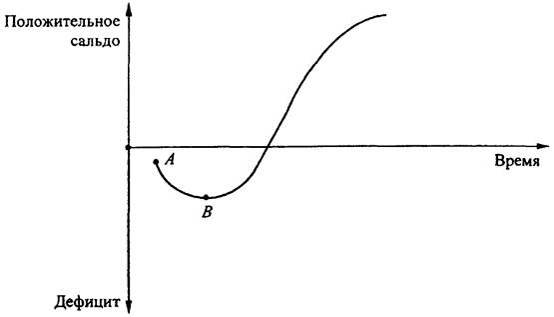 Положительное
сальдо
A
Время
B
Дефицит